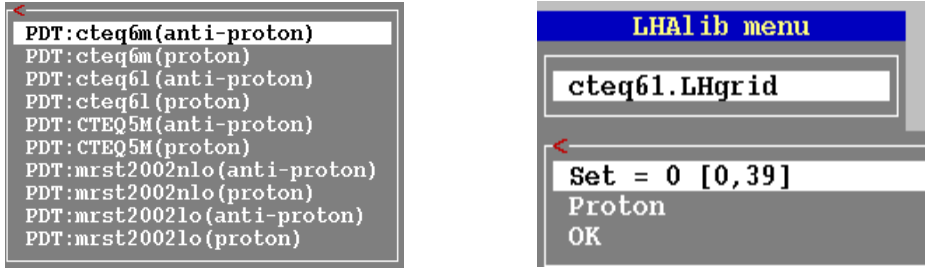 <
PDT:cteq6m(anti-proton)
PDT:cteq6m(proton)
PDT:cteq6l(anti-proton)
PDT:cteq6l(proton)
PDT:CTEQ5M(anti-proton)
PDT:CTEQ5M(proton)
PDT:mrst2002nlo(anti-proton)
PDT:mrst2002nlo(proton)
PDT:mrst2002lo(anti-proton)
PDT:mrst2002lo(proton)
LHAlib menu
cteq61.LHgrid
<
Set = 0 [0,39]
Proton
OK